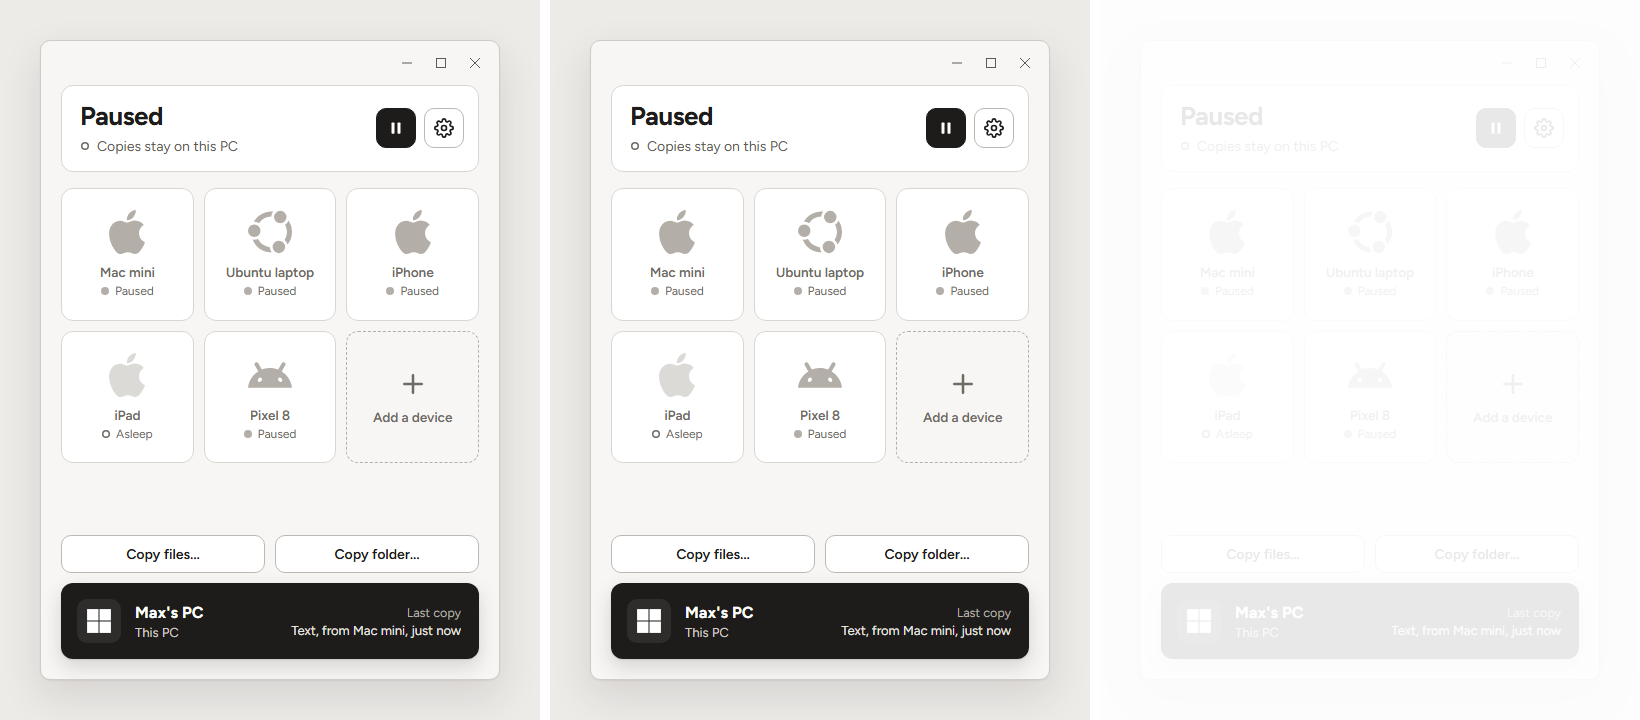 Paused
Copies stay on this PC
Mac mini
Paused
Ubuntu laptop
Paused
iPhone
Paused
iPad
Asleep
Pixel 8
Paused
Add a device
Copy files...
Copy folder...
Max's PC
This PC
Last copy
Text, from Mac mini, just now
Paused
Copies stay on this PC
Mac mini
Paused
Ubuntu laptop
Paused
iPhone
Paused
iPad
Asleep
Pixel 8
Paused
Add a device
Copy files...
Copy folder...
Max's PC
This PC
Last copy
Text, from Mac mini, just now
Paused
Copies stay on this PC
Mac mini
Paused
Ubuntu laptop
Paused
iPhone
Paused
iPad
Asleep
Pixel 8
Paused
Add a device
Copy files...
Copy folder...
Max's PC
This PC
Last copy
Text, from Mac mini, just now